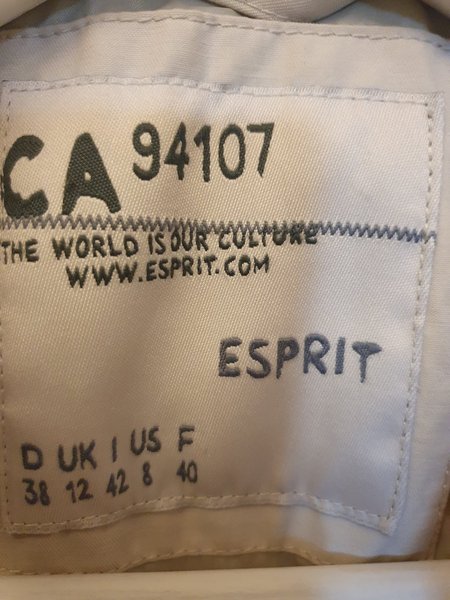 CA 94107
THE WORLD IS OUR CULTURE
WWW.ESPRIT.COM
ESPRIT
D UK I US F
38 12 42 8 40